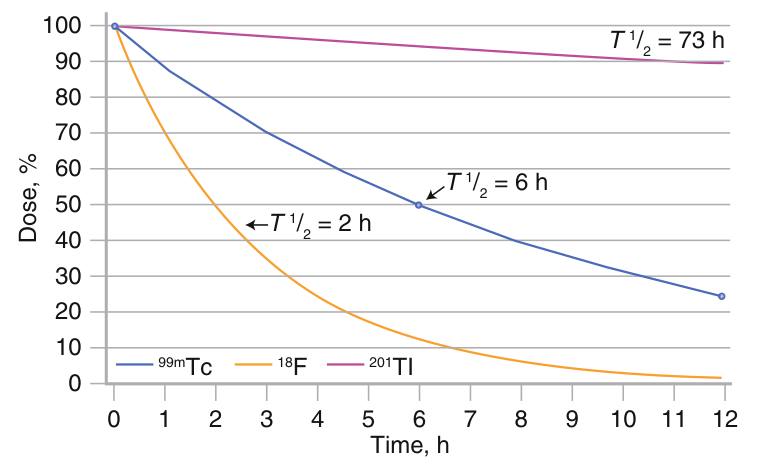 100
90
80
70
60
50
40
30
20
10
0
Dose, %
T 1/2 = 73 h
T 1/2 = 6 h
T 1/2 = 2 h
99mTc 18F 201Tl
0 1 2 3 4 5 6 7 8 9 10 11 12
Time, h